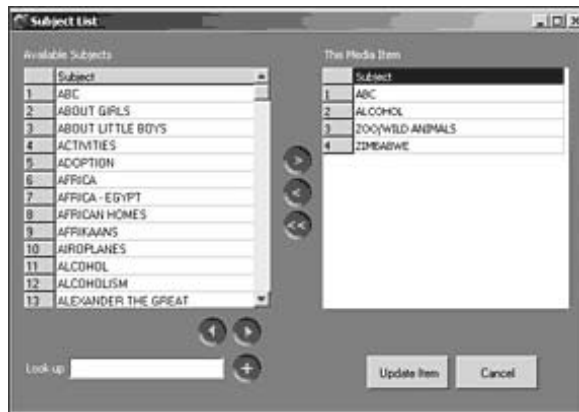 Subject List
Available Subjects
Subject
1 ABC
2 ABOUT GIRLS
3 ABOUT LITTLE BOYS
4 ACTIVITIES
5 ADOPTION
6 AFRICA
7 AFRICA - EGYPT
8 AFRICAN HOMES
9 AFRIKAANS
10 AIROPLANES
11 ALCOHOL
12 ALCOHOLISM
13 ALEXANDER THE GREAT
Look up
This Media Item
Subject
1 ABC
2 ALCOHOL
3 ZOO/WILD ANIMALS
4 ZIMBABWE
> 
<
<<
+
Update Item
Cancel